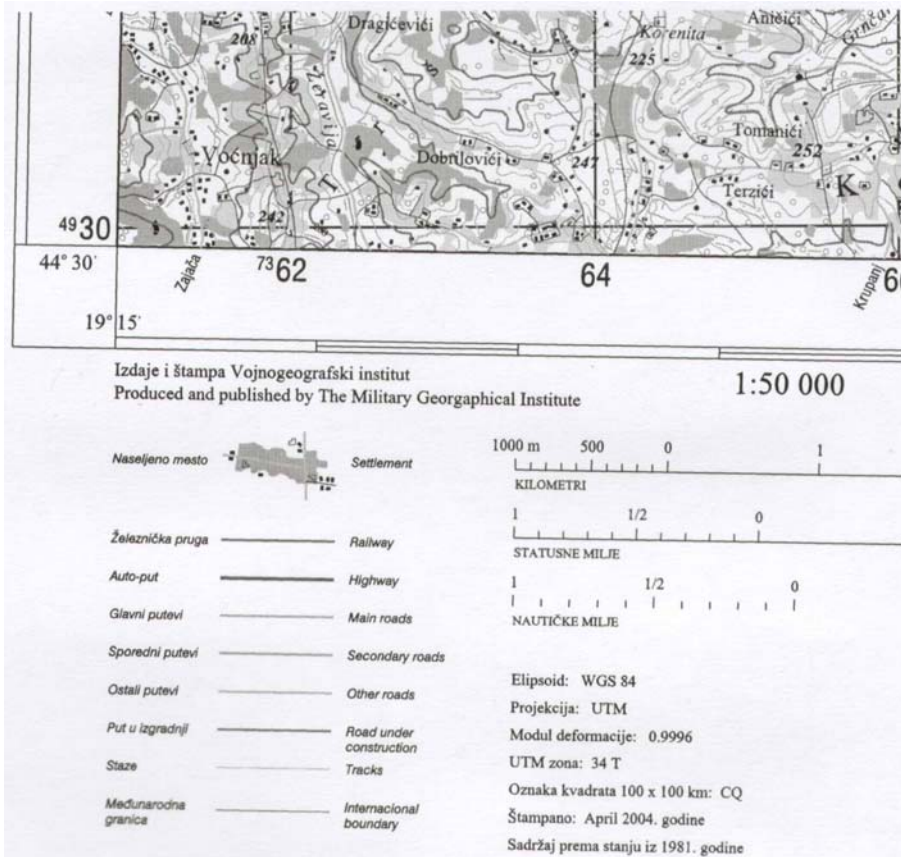 Dragićevići
Aničići
208
Korenita
Grnča
225
Žeravija
Tomanići
Voćnjak
Dobrilovići
247
252
Terzići
K
242
4930
44° 30'
Zajača
7362
64
Krupanj
19° 15'
Izdaje i štampa Vojnogeografski institut
Produced and published by The Military Georgaphical Institute
1:50 000
Naseljeno mesto Settlement
1000 m 500 0 1
KILOMETRI
1 1/2 0
STATUSNE MILJE
1 1/2 0
NAUTIČKE MILJE
Železnička pruga Railway
Auto-put Highway
Glavni putevi Main roads
Sporedni putevi Secondary roads
Ostali putevi Other roads
Put u izgradnji Road under
construction
Staze Tracks
Međunarodna Internacional
granica boundary
Elipsoid: WGS 84
Projekcija: UTM
Modul deformacije: 0.9996
UTM zona: 34 T
Oznaka kvadrata 100 x 100 km: CQ
Štampano: April 2004. godine
Sadržaj prema stanju iz 1981. godine